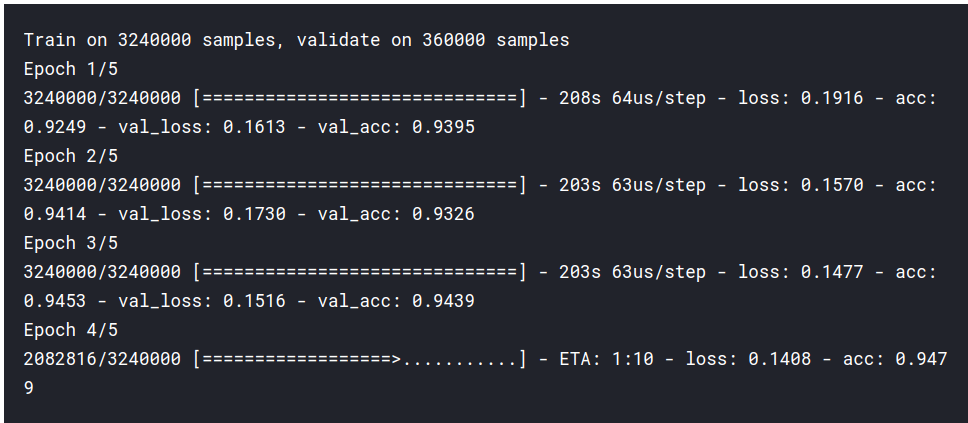 Train on 3240000 samples, validate on 360000 samples
Epoch 1/5
3240000/3240000 [==============================] - 208s 64us/step - loss: 0.1916 - acc:
0.9249 - val_loss: 0.1613 - val_acc: 0.9395
Epoch 2/5
3240000/3240000 [==============================] - 203s 63us/step - loss: 0.1570 - acc:
0.9414 - val_loss: 0.1730 - val_acc: 0.9326
Epoch 3/5
3240000/3240000 [==============================] - 203s 63us/step - loss: 0.1477 - acc:
0.9453 - val_loss: 0.1516 - val_acc: 0.9439
Epoch 4/5
2082816/3240000 [==================>...........] - ETA: 1:10 - loss: 0.1408 - acc: 0.947
9